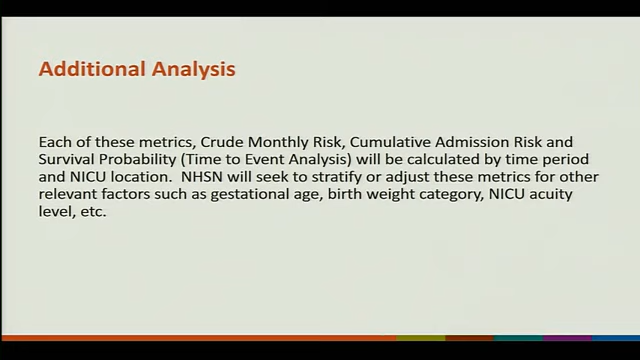 Additional Analysis
Each of these metrics, Crude Monthly Risk, Cumulative Admission Risk and
Survival Probability (Time to Event Analysis) will be calculated by time period
and NICU location.  NHSN will seek to stratify or adjust these metrics for other
relevant factors such as gestational age, birth weight category, NICU acuity
level, etc.